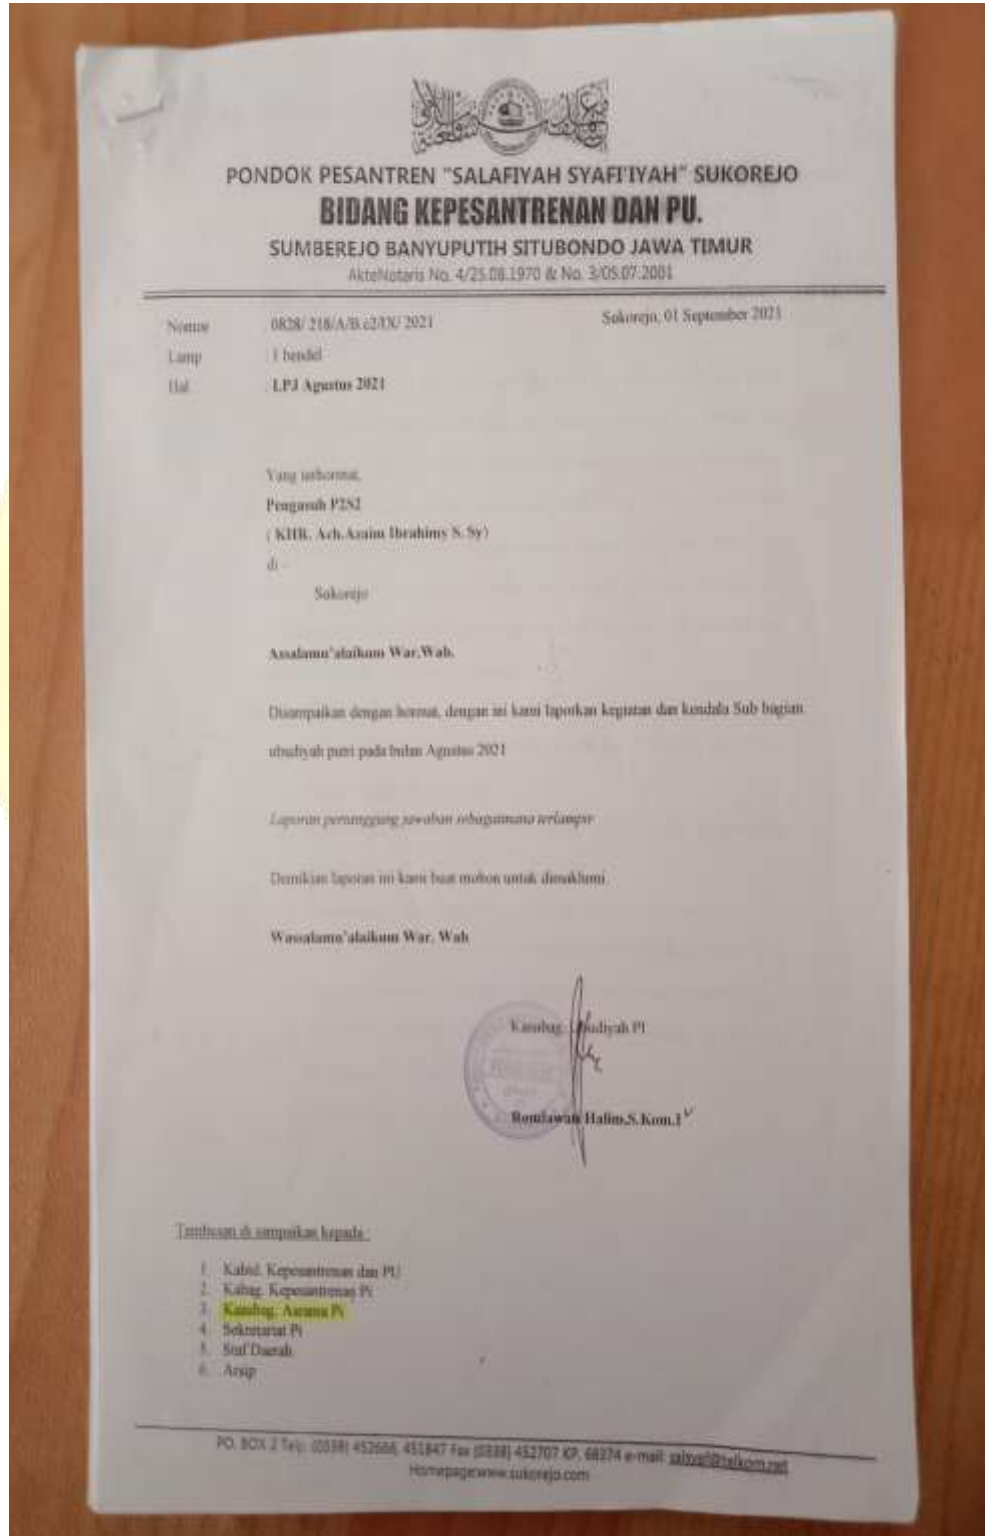 PONDOK PESANTREN "SALAFIYAH SYAFI'IYAH" SUKOREJO
BIDANG KEPESANTRENAN DAN PU.
SUMBEREJO BANYUPUTIH SITUBONDO JAWA TIMUR
AkteNotaris No. 4/25.08.1970 & No. 3/05.07.2001
Nomor 0828/ 218/A/B.c2/IX/ 2021 Sukorejo, 01 September 2021
Lamp : 1 bendel
Hal : LPJ Agustus 2021
Yang terhormat,
Pengasuh P2S2
( KHR. Ach.Azaim Ibrahimy S. Sy)
di
Sukorejo
Assalamu'alaikum War.Wab.
Disampaikan dengan hormat, dengan ini kami laporkan kegiatan dan kendala Sub bagian
ubudiyah putri pada bulan Agustus 2021
Laporan pertanggung jawaban sebagaimana terlampir
Demikian laporan ini kami buat mohon untuk dimaklumi.
Wassalamu'alaikum War. Wab
Kasubag. Ubudiyah PI
Halim,S.Kom.I
Tembusan di sampaikan kepada :
1. Kabid. Kepesantrenan dan PU
2. Kabag. Kepesantrenan Pi
3. Kasubag. Asrama Pi
4. Sekretariat Pi
5. Staf Daerah
6. Arsip
PO. BOX 2 Telp. (0338) 452666, 451847 Fax (0338) 452707 KP. 68374 e-mail: salsyaf@telkom.net
Homepage:www.sukorejo.com